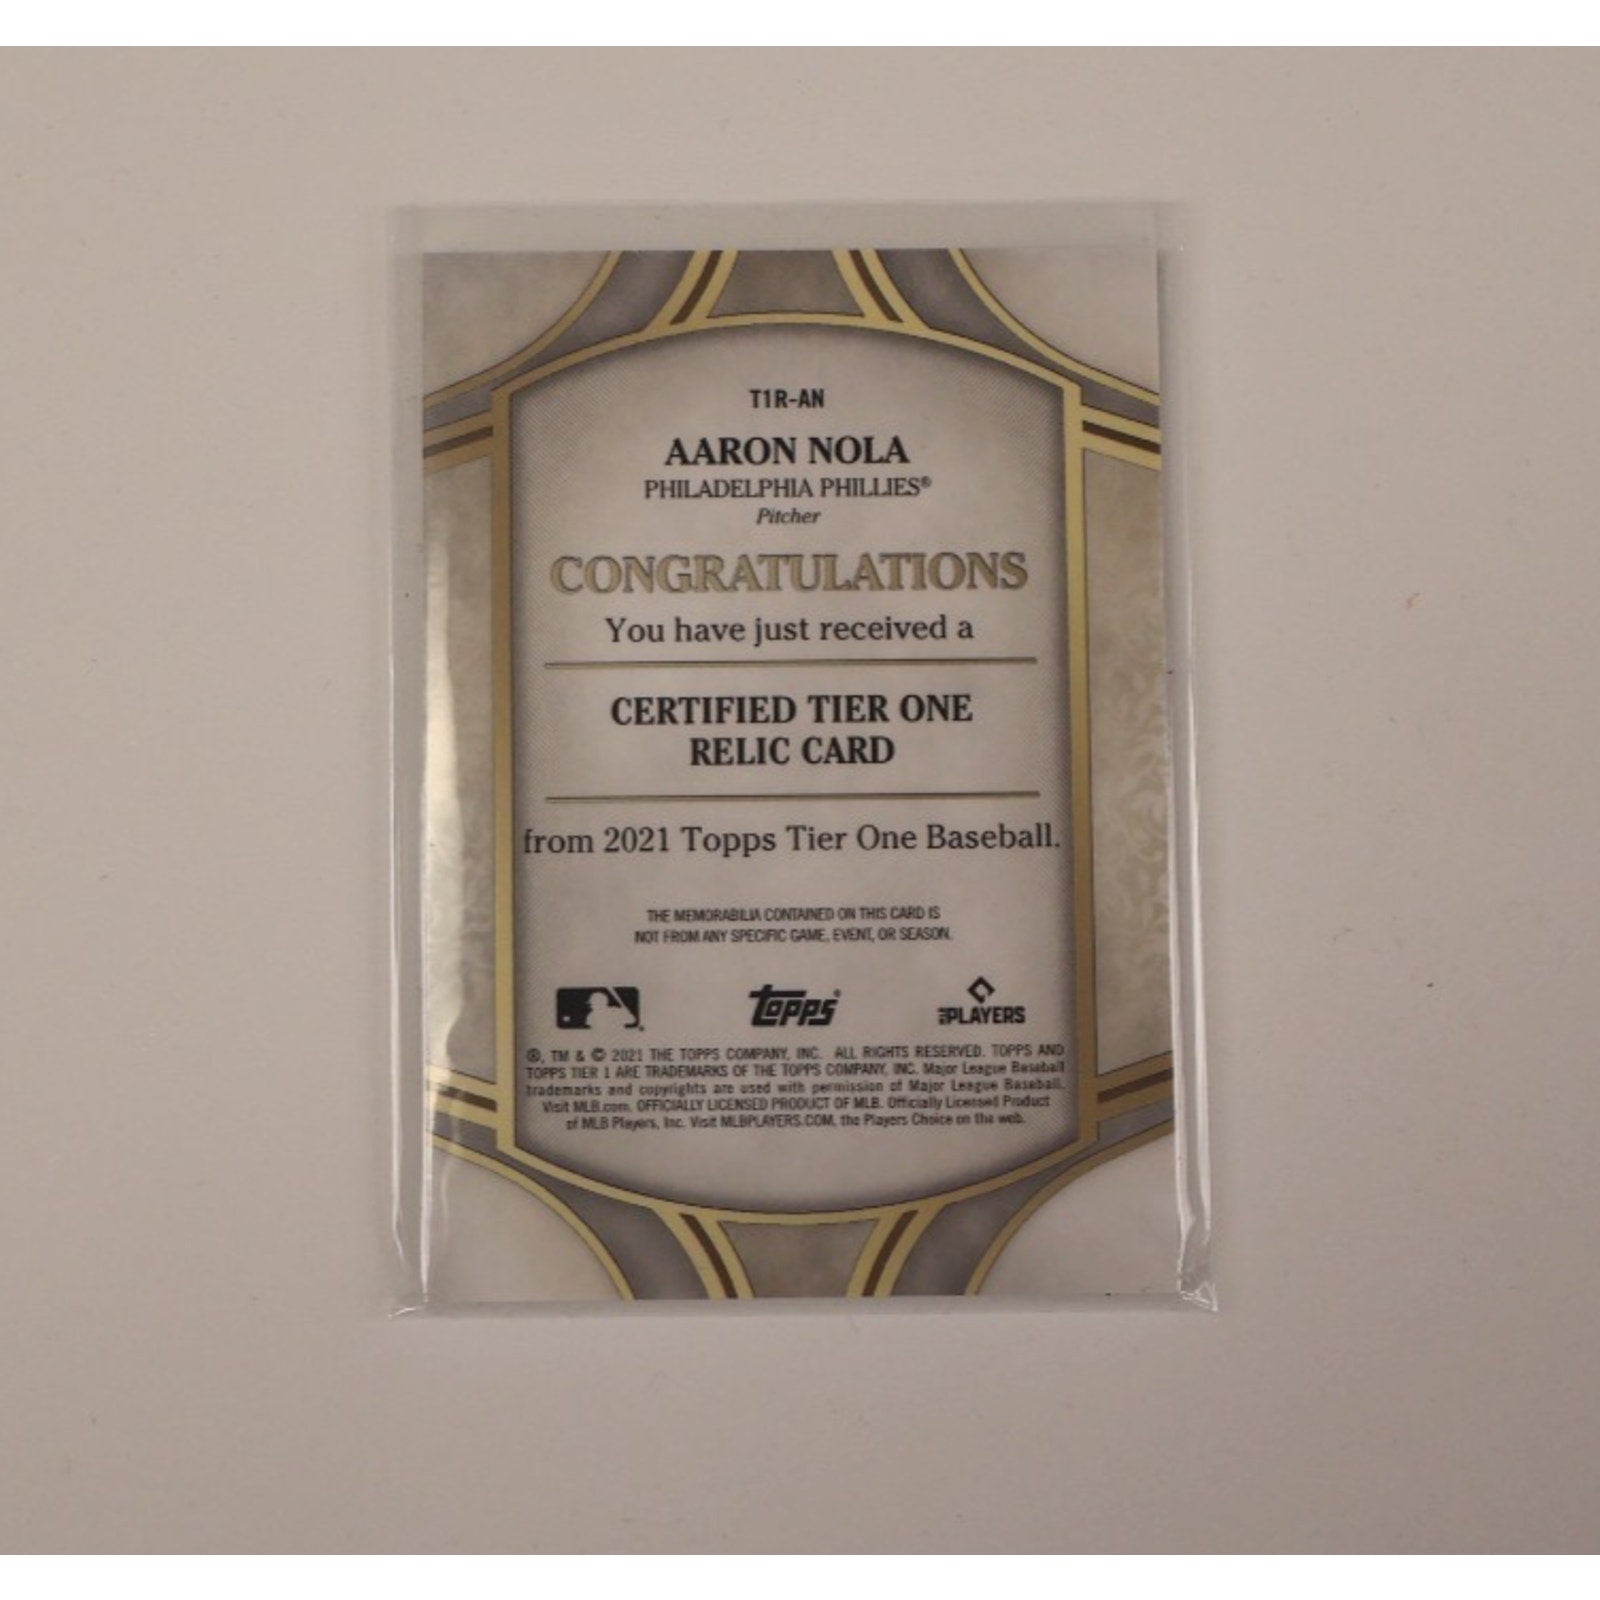 T1R-AN
AARON NOLA
PHILADELPHIA PHILLIES®
Pitcher
CONGRATULATIONS
You have just received a
CERTIFIED TIER ONE
RELIC CARD
from 2021 Topps Tier One Baseball.
THE MEMORABILIA CONTAINED ON THIS CARD IS
NOT FROM ANY SPECIFIC GAME, EVENT, OR SEASON.
Topps® MLB PLAYERS
®, TM & © 2021 THE TOPPS COMPANY, INC. ALL RIGHTS RESERVED. TOPPS AND
TOPPS TIER 1 ARE TRADEMARKS OF THE TOPPS COMPANY, INC. Major League Baseball
trademarks and copyrights are used with permission of Major League Baseball.
Visit MLB.com. OFFICIALLY LICENSED PRODUCT OF MLB. Officially Licensed Product
of MLB Players, Inc. Visit MLBPLAYERS.COM, the Players Choice on the web.